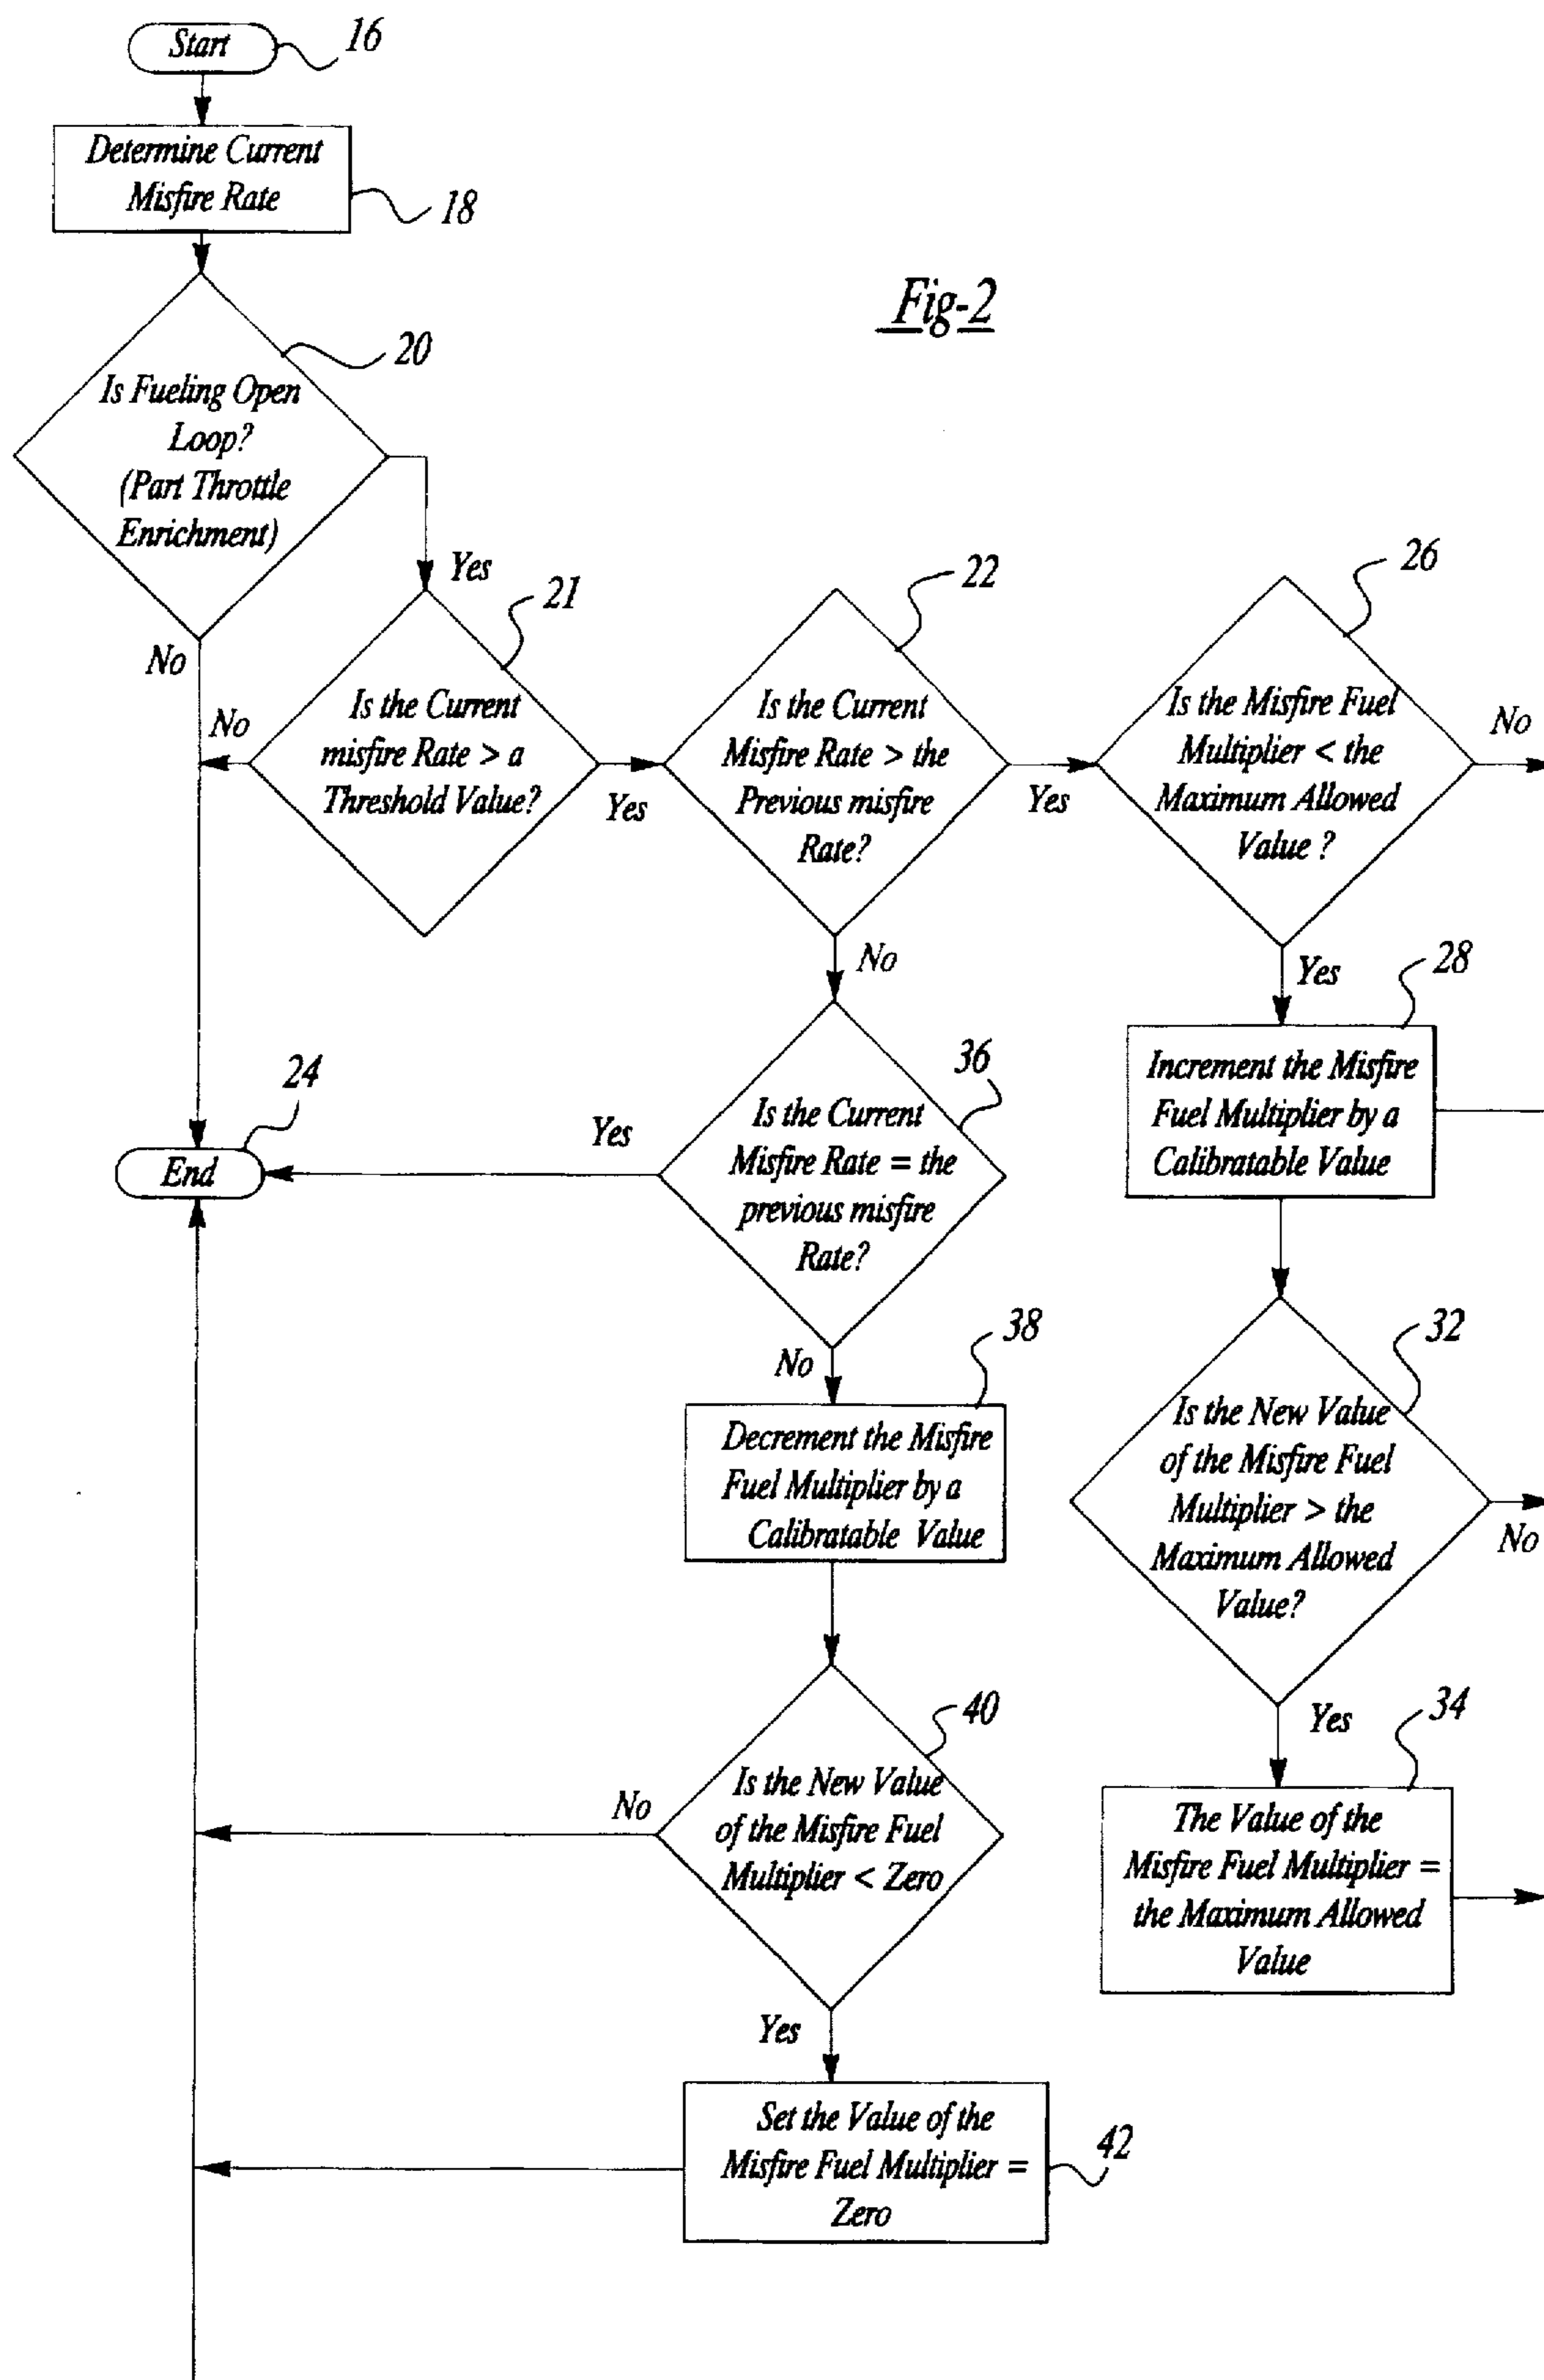 Start
16
Determine Current
Misfire Rate
18
Fig-2
20
Is Fueling Open
Loop?
(Part Throttle
Enrichment)
Yes
No
21
Is the Current
misfire Rate > a
Threshold Value?
No
Yes
22
Is the Current
Misfire Rate > the
Previous misfire
Rate?
Yes
No
26
Is the Misfire Fuel
Multiplier < the
Maximum Allowed
Value ?
No
Yes
28
Increment the Misfire
Fuel Multiplier by a
Calibratable Value
24
End
36
Is the Current
Misfire Rate = the
previous misfire
Rate?
Yes
No
32
Is the New Value
of the Misfire Fuel
Multiplier > the
Maximum Allowed
Value?
No
Yes
38
Decrement the Misfire
Fuel Multiplier by a
Calibratable Value
34
The Value of the
Misfire Fuel Multiplier =
the Maximum Allowed
Value
40
Is the New Value
of the Misfire Fuel
Multiplier < Zero
No
Yes
42
Set the Value of the
Misfire Fuel Multiplier =
Zero